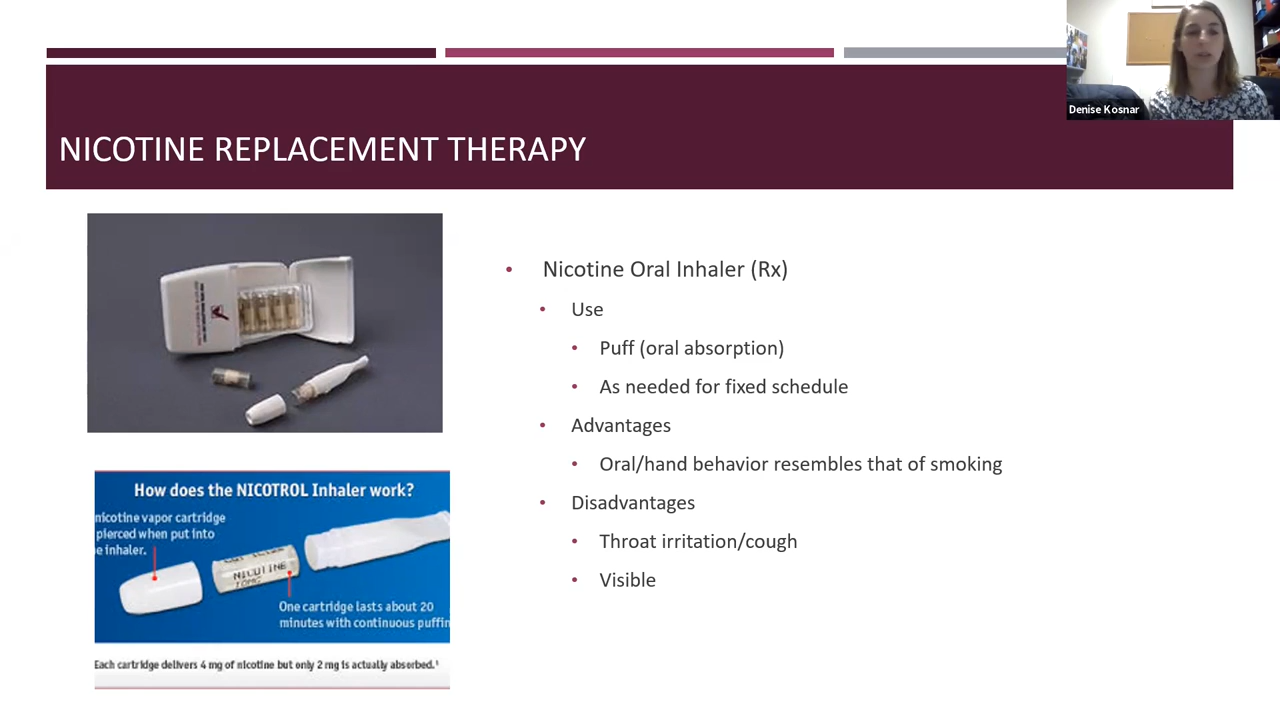 Denise Kosnar
NICOTINE REPLACEMENT THERAPY
• Nicotine Oral Inhaler (Rx)
• Use
• Puff (oral absorption)
• As needed for fixed schedule
• Advantages
• Oral/hand behavior resembles that of smoking
• Disadvantages
• Throat irritation/cough
• Visible
How does the NICOTROL Inhaler work?
nicotine vapor cartridge
pierced when put into
e inhaler.
NICOTINE
10MG
One cartridge lasts about 20
minutes with continuous puffin
Each cartridge delivers 4 mg of nicotine but only 2 mg is actually absorbed.¹